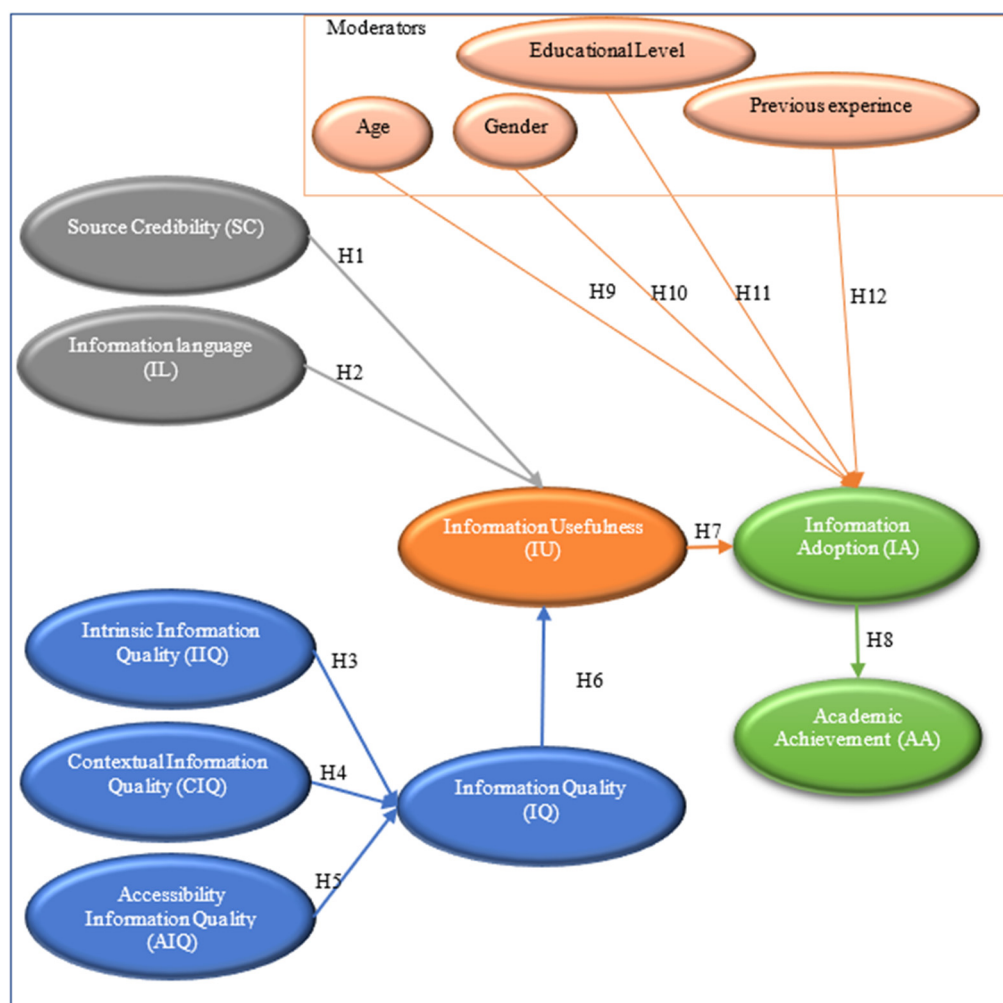 Moderators
Educational Level
Previous experince
Age
Gender
Source Credibility (SC)
H1
H9
H10
H11
H12
Information language
(IL)
H2
Information Usefulness
(IU)
H7
Information
Adoption (IA)
Intrinsic Information
Quality (IIQ)
H3
H6
H8
Contextual Information
Quality (CIQ)
H4
Information Quality
(IQ)
Academic
Achievement (AA)
H5
Accessibility
Information Quality
(AIQ)